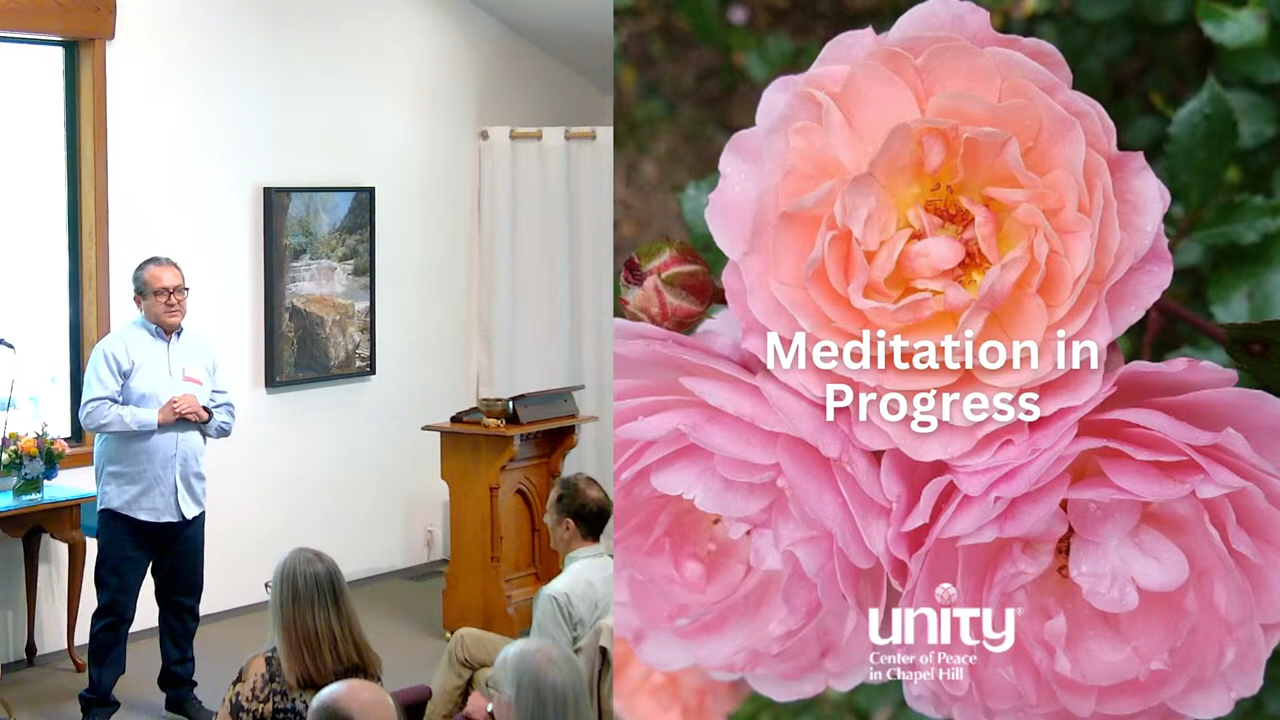 Meditation in
Progress
unity®
Center of Peace
in Chapel Hill